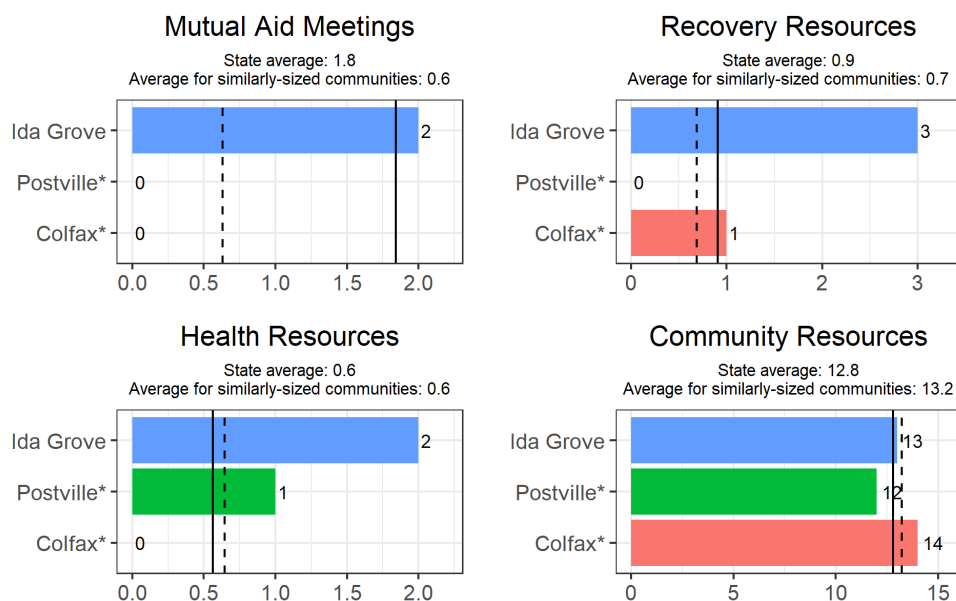 Mutual Aid Meetings
State average: 1.8
Average for similarly-sized communities: 0.6
Ida Grove
2
Postville*
0
Colfax*
0
0.0 0.5 1.0 1.5 2.0
Recovery Resources
State average: 0.9
Average for similarly-sized communities: 0.7
Ida Grove
3
Postville*
0
Colfax*
1
0 1 2 3
Health Resources
State average: 0.6
Average for similarly-sized communities: 0.6
Ida Grove
2
Postville*
1
Colfax*
0
0.0 0.5 1.0 1.5 2.0
Community Resources
State average: 12.8
Average for similarly-sized communities: 13.2
Ida Grove
13
Postville*
12
Colfax*
14
0 5 10 15